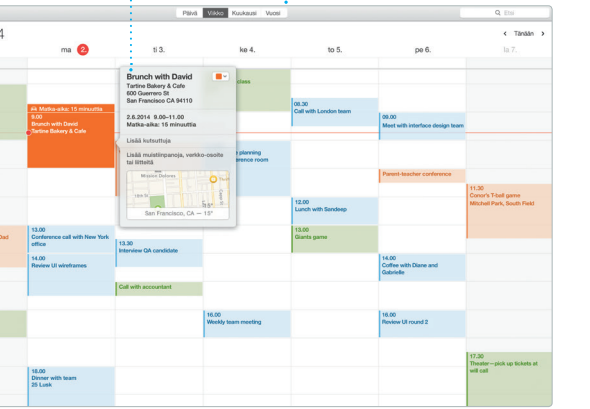 4
Päivä Viikko Kuukausi Vuosi
Etsi
Tänään
ma 2.
ti 3.
ke 4.
to 5.
pe 6.
la 7.
Matka-aika: 15 minuuttia
9.00
Brunch with David
Tartine Bakery & Cafe
Brunch with David
Tartine Bakery & Cafe
600 Guerrero St
San Francisco CA 94110
2.6.2014 9.00–11.00
Matka-aika: 15 minuuttia
Lisää kutsuttuja
Lisää muistiinpanoja, verkko-osoite
tai liitteitä
Mission Dolores
San Francisco, CA — 13°
class
planning
erence room
08.30
Call with London team
09.00
Meet with interface design team
Parent-teacher conference
11.30
Conor's T-ball game
Mitchell Park, South Field
12.00
Lunch with Sandeep
13.00
Giants game
Dad
13.00
Conference call with New York
office
13.30
Interview QA candidate
14.00
Review UI wireframes
14.00
Coffee with Diane and
Gabrielle
Call with accountant
16.00
Weekly team meeting
16.00
Review UI round 2
17.30
Theater—pick up tickets at
will call
18.00
Dinner with team
25 Lusk